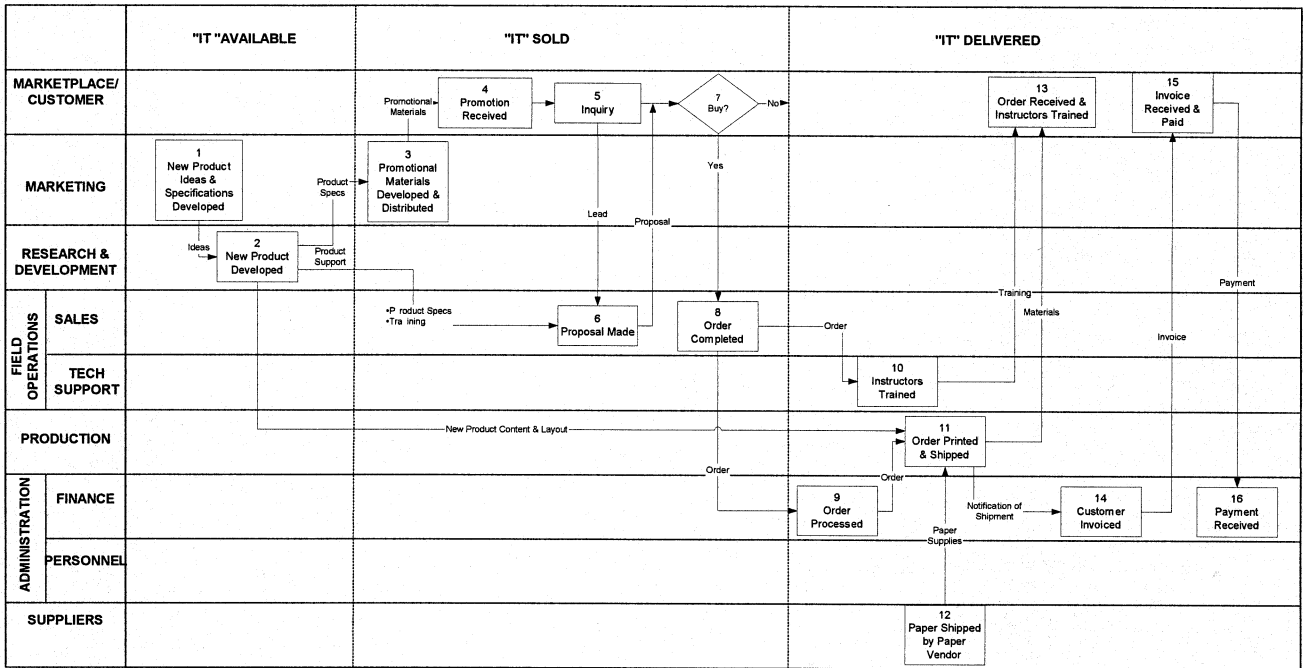 "IT "AVAILABLE
"IT" SOLD
"IT" DELIVERED
MARKETPLACE/
CUSTOMER
Promotional
Materials
4
Promotion
Received
5
Inquiry
7
Buy?
No
13
Order Received &
Instructors Trained
15
Invoice
Received &
Paid
MARKETING
1
New Product
Ideas &
Specifications
Developed
Product
Specs
3
Promotional
Materials
Developed &
Distributed
Lead
Proposal
Yes
RESEARCH &
DEVELOPMENT
Ideas
2
New Product
Developed
Product
Support
Training
Materials
Payment
FIELD
OPERATIONS
SALES
•P roduct Specs
•Tra ining
6
Proposal Made
8
Order
Completed
Order
Invoice
TECH
SUPPORT
10
Instructors
Trained
PRODUCTION
New Product Content & Layout
11
Order Printed
& Shipped
Order
Order
ADMINISTRATION
FINANCE
9
Order
Processed
Notification of
Shipment
14
Customer
Invoiced
16
Payment
Received
Paper
Supplies
PERSONNEL
SUPPLIERS
12
Paper Shipped
by Paper
Vendor